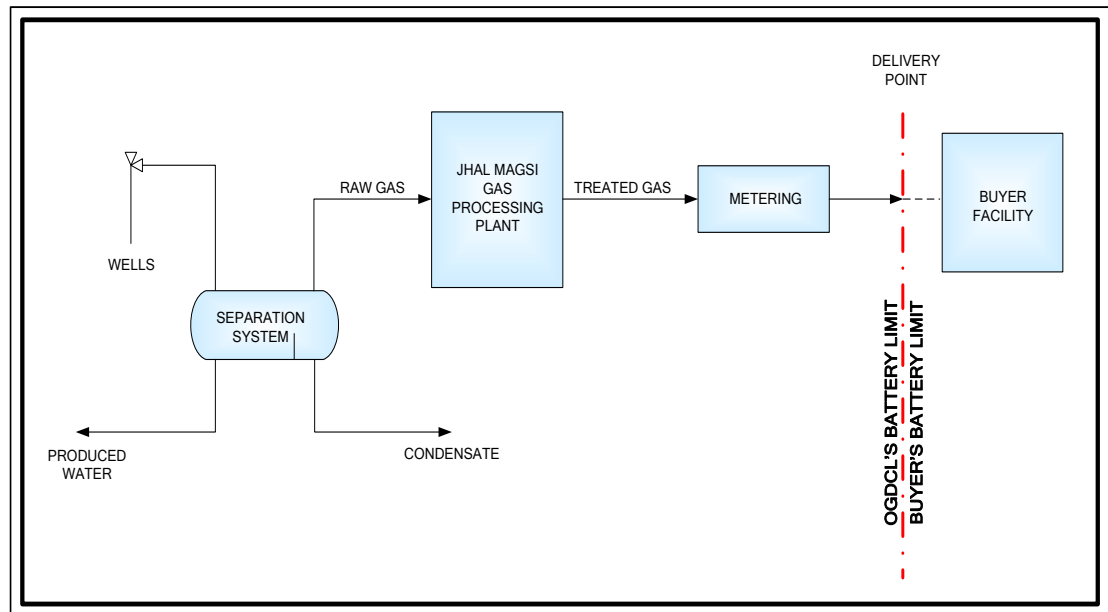 DELIVERY
POINT
JHAL MAGSI
GAS
PROCESSING
PLANT
RAW GAS
TREATED GAS
METERING
BUYER
FACILITY
WELLS
SEPARATION
SYSTEM
PRODUCED
WATER
CONDENSATE
OGDCL'S BATTERY LIMIT
BUYER'S BATTERY LIMIT